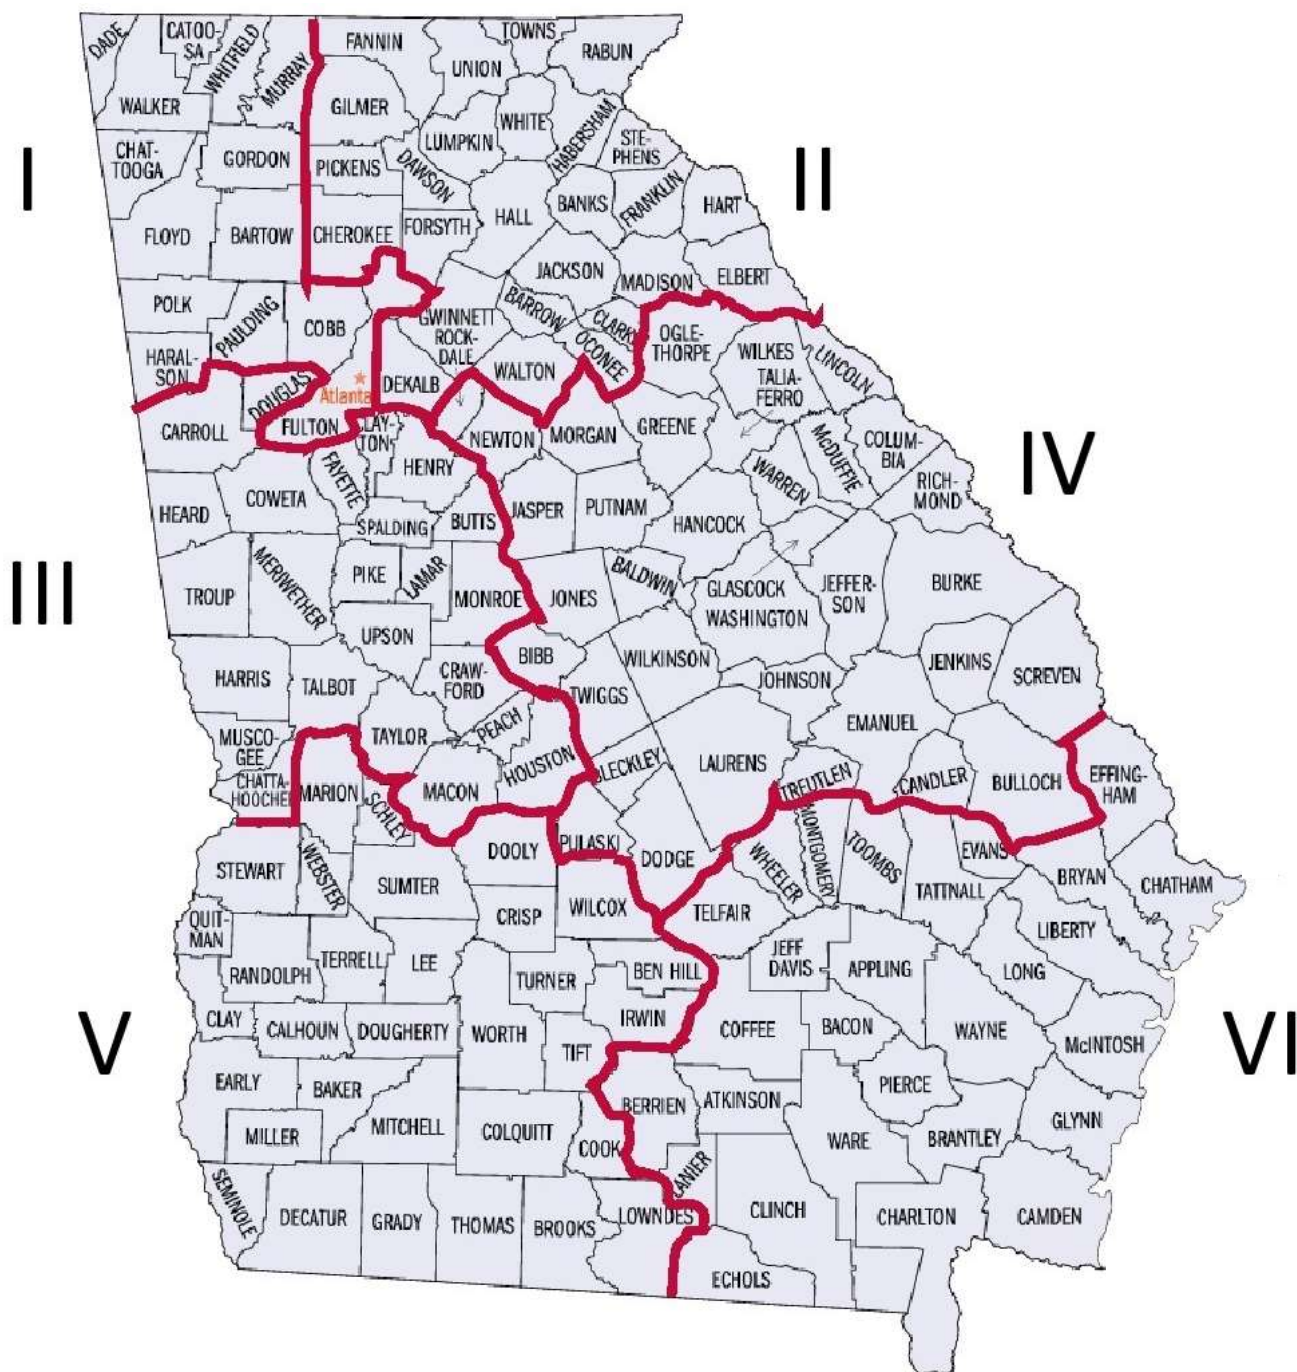 DADE
CATOO-
SA
WHITFIELD
MURRAY
FANNIN
TOWNS
UNION
RABUN
WALKER
GILMER
WHITE
LUMPKIN
HABERSHAM
STE-
PHENS
I
CHAT-
TOOGA
GORDON
PICKENS
DAWSON
BANKS
FRANKLIN
HART
II
FLOYD
BARTOW
CHEROKEE
FORSYTH
HALL
JACKSON
MADISON
ELBERT
POLK
PAULDING
COBB
GWINNETT
BARROW
CLARKE
OCONEE
OGLE-
THORPE
WILKES
LINCOLN
HARAL-
SON
ROCK-
DALE
WALTON
TALIA-
FERRO
DOUGLAS
Atlanta
DEKALB
CARROLL
FULTON
CLAY-
TON
NEWTON
MORGAN
GREENE
McDUFFIE
COLUM-
BIA
IV
FAYETTE
HENRY
WARREN
RICH-
MOND
HEARD
COWETA
SPALDING
BUTTS
JASPER
PUTNAM
HANCOCK
III
TROUP
MERIWETHER
PIKE
LAMAR
MONROE
JONES
BALDWIN
GLASCOCK
WASHINGTON
JEFFER-
SON
BURKE
UPSON
BIBB
WILKINSON
JENKINS
SCREVEN
HARRIS
TALBOT
CRAW-
FORD
TWIGGS
JOHNSON
EMANUEL
MUSCO-
GEE
TAYLOR
PEACH
HOUSTON
BLECKLEY
LAURENS
TREUTLEN
CANDLER
BULLOCH
EFFING-
HAM
CHATTA-
HOOCHEE
MARION
SCHLEY
MACON
PULASKI
DODGE
WHEELER
MONTGOMERY
TOOMBS
EVANS
STEWART
WEBSTER
SUMTER
DOOLY
TATTNALL
BRYAN
CHATHAM
QUIT-
MAN
CRISP
WILCOX
TELFAIR
LIBERTY
RANDOLPH
TERRELL
LEE
TURNER
BEN HILL
JEFF
DAVIS
APPLING
LONG
V
CLAY
CALHOUN
DOUGHERTY
WORTH
TIFT
IRWIN
COFFEE
BACON
WAYNE
McINTOSH
VI
EARLY
BAKER
MITCHELL
BERRIEN
ATKINSON
PIERCE
MILLER
COLQUITT
COOK
WARE
BRANTLEY
GLYNN
SEMINOLE
DECATUR
GRADY
THOMAS
BROOKS
LOWNDES
LANIER
CLINCH
CHARLTON
CAMDEN
ECHOLS